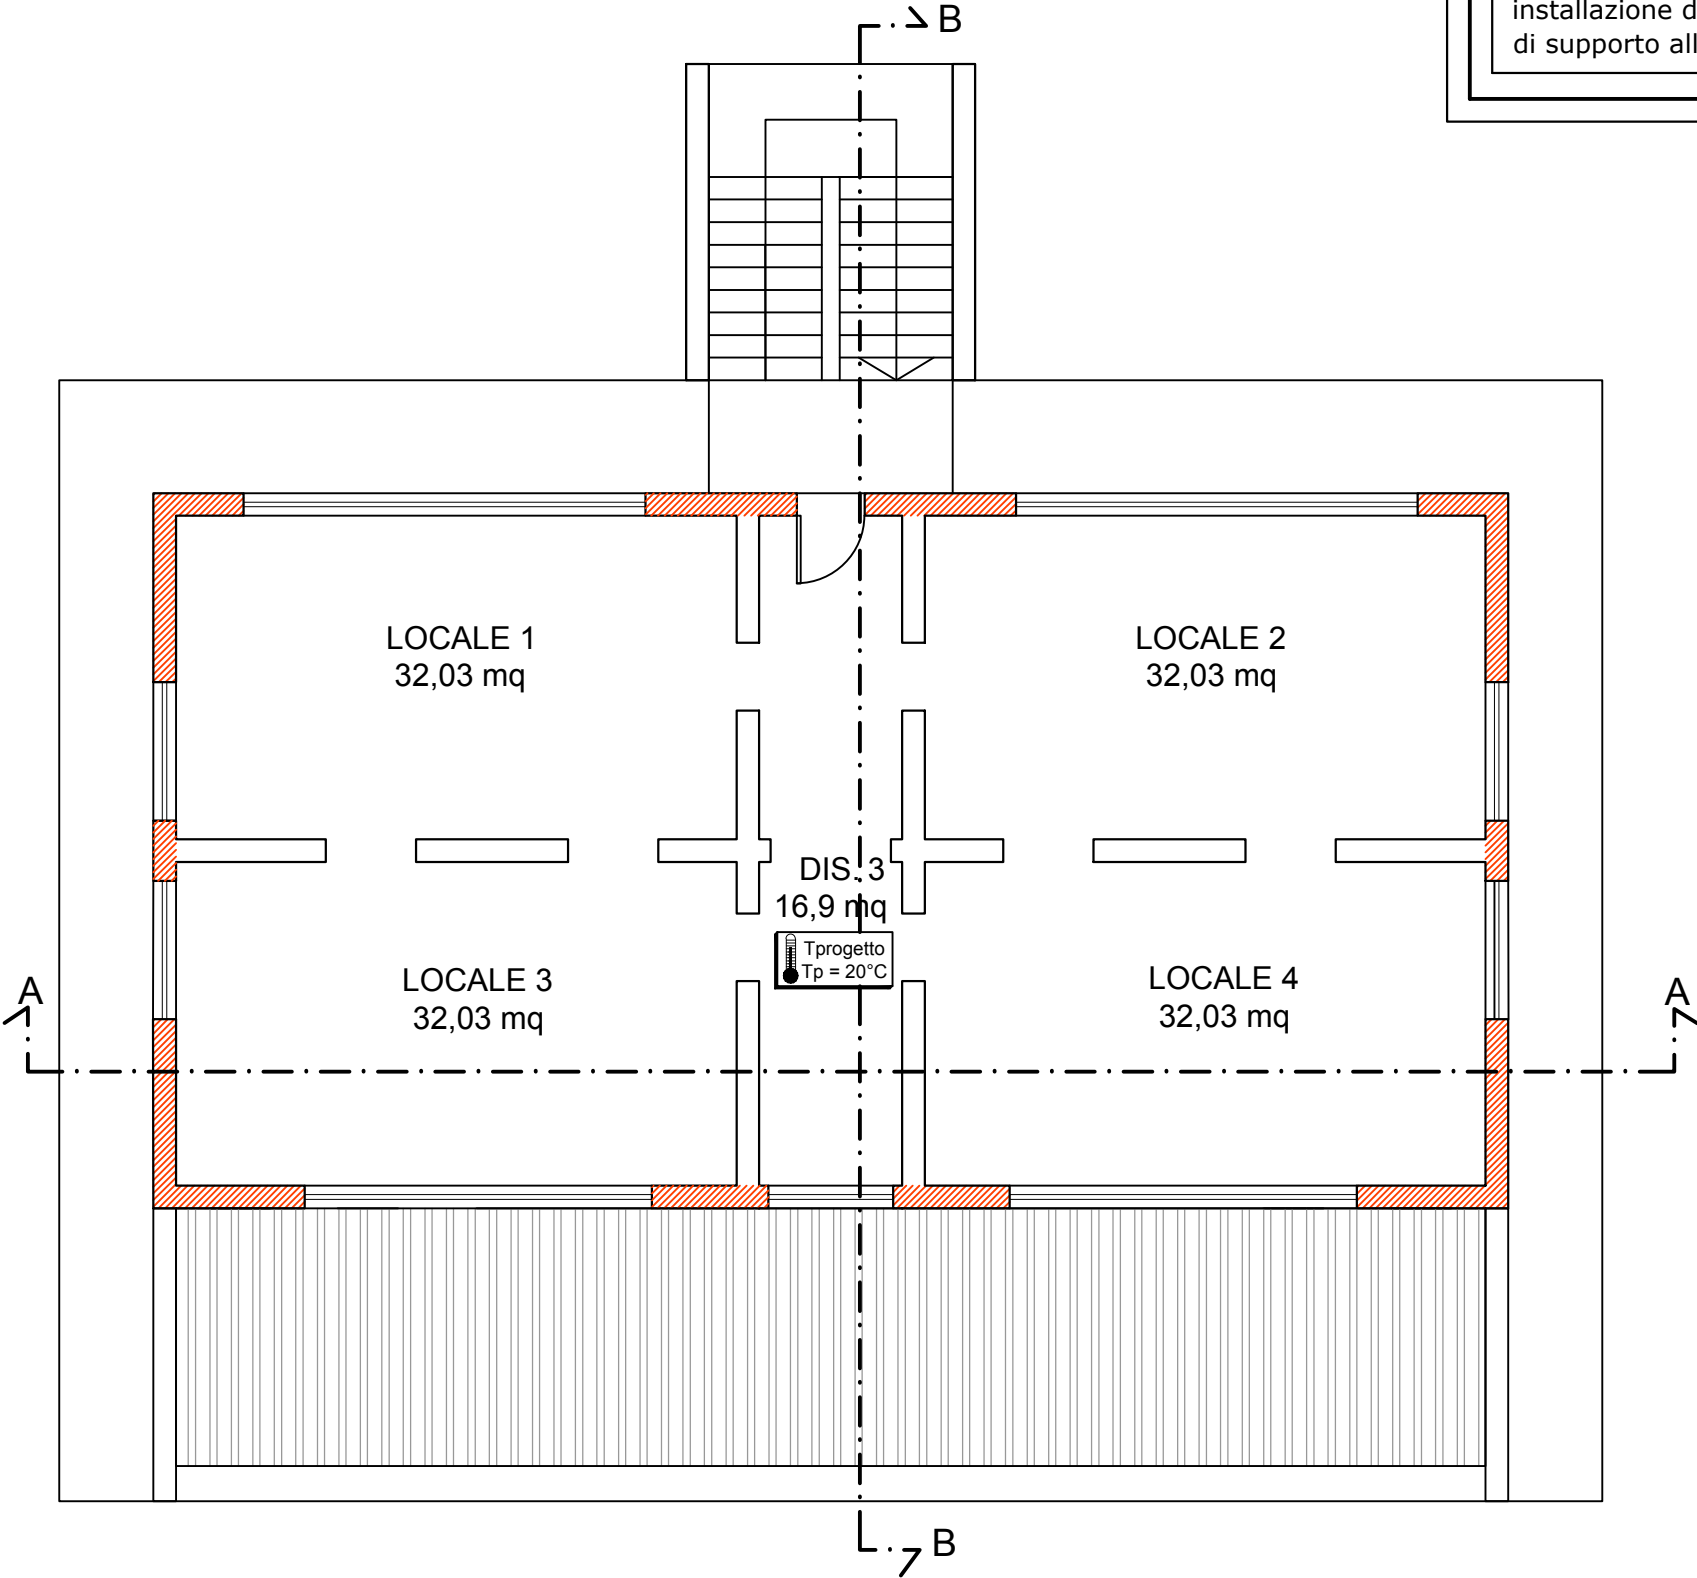 B
installazione d
di supporto all
LOCALE 1
32,03 mq
LOCALE 2
32,03 mq
DIS. 3
16,9 mq
Tprogetto
Tp = 20°C
LOCALE 3
32,03 mq
LOCALE 4
32,03 mq
A
A
B